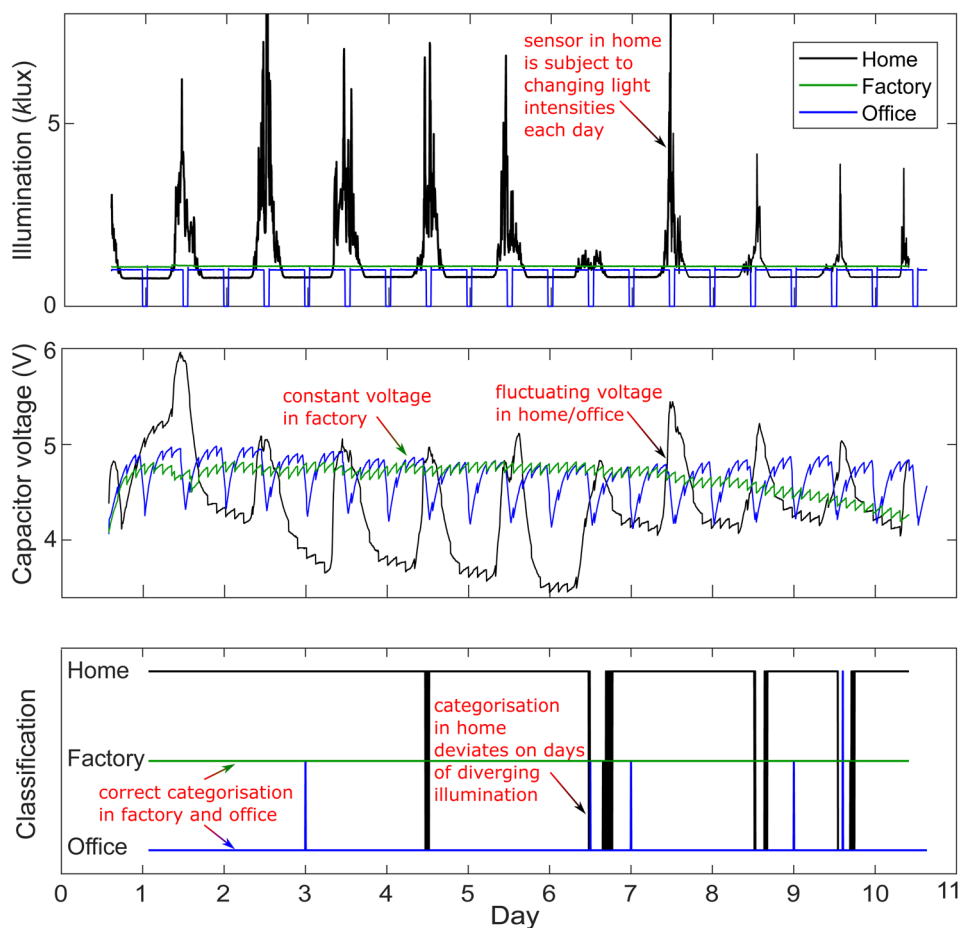 Illumination (klux)
5
0
sensor in home
is subject to
changing light
intensities
each day
Home
Factory
Office
Capacitor voltage (V)
6
5
4
constant voltage
in factory
fluctuating voltage
in home/office
Classification
Home
Factory
Office
correct categorisation
in factory and office
categorisation
in home
deviates on days
of diverging
illumination
0 1 2 3 4 5 6 7 8 9 10 11
Day